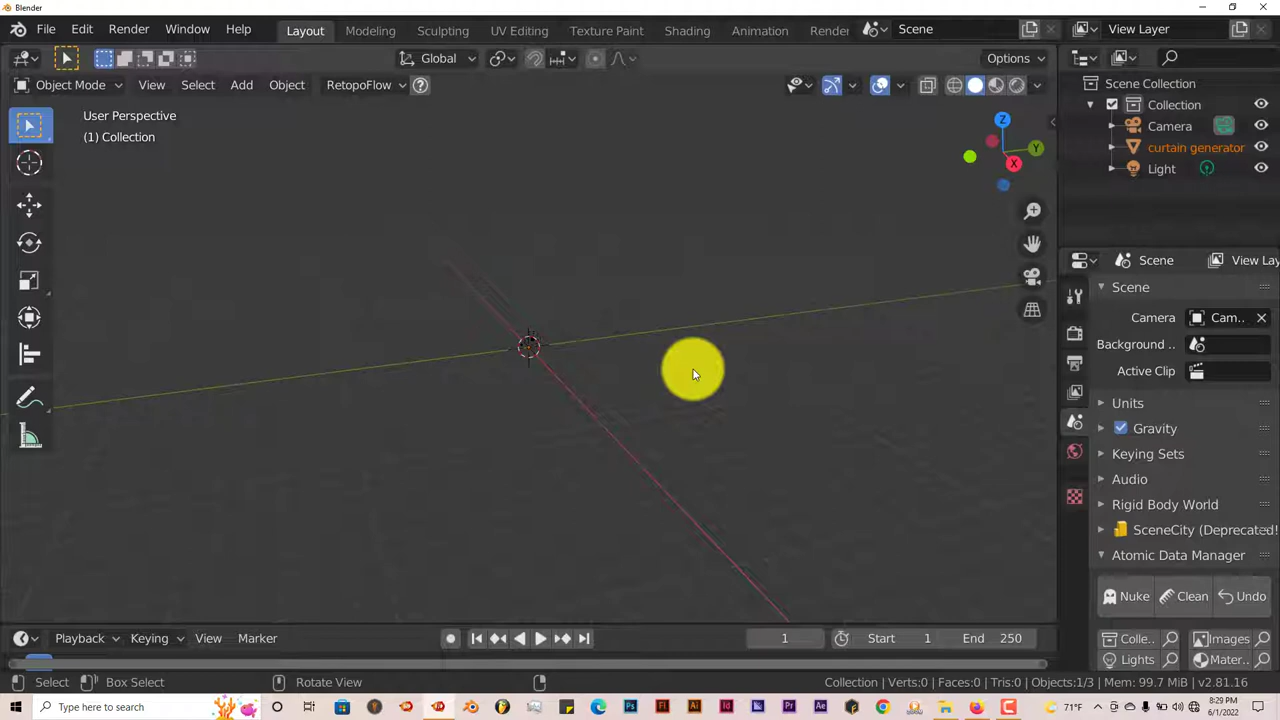 Blender
File Edit Render Window Help Layout Modeling Sculpting UV Editing Texture Paint Shading Animation Render Scene View Layer
Global Options
Object Mode View Select Add Object RetopoFlow ?
User Perspective
(1) Collection
Z
Y
X
Scene Collection
Collection
Camera
curtain generator
Light
Scene View Lay
Scene
Camera Cam...
Background ..
Active Clip
Units
Gravity
Keying Sets
Audio
Rigid Body World
SceneCity (Deprecated!
Atomic Data Manager
Nuke Clean Undo
Colle.. Images
Lights Mater..
Playback Keying View Marker 1 Start 1 End 250
Select Box Select Rotate View Collection | Verts:0 | Faces:0 | Tris:0 | Objects:1/3 | Mem: 99.7 MiB | v2.81.16
Type here to search 71°F 8:29 PM
6/1/2022